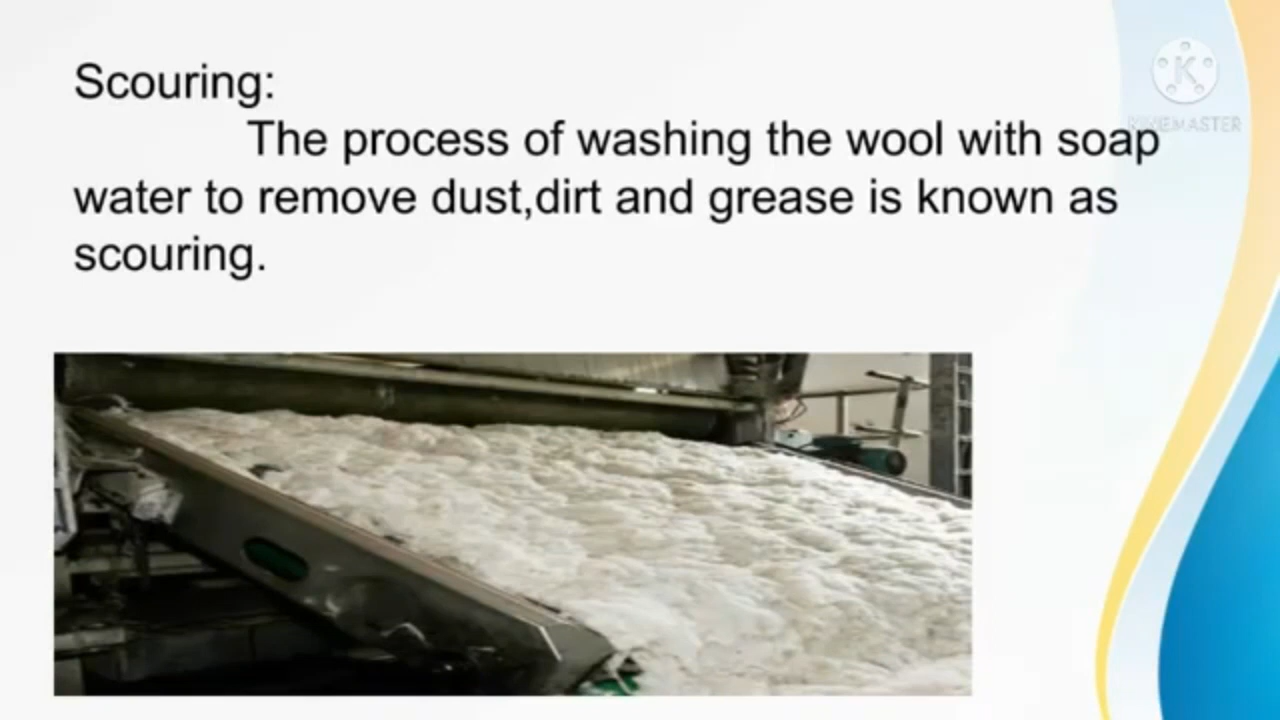 Scouring:
The process of washing the wool with soap
water to remove dust,dirt and grease is known as
scouring.
K
KINEMASTER